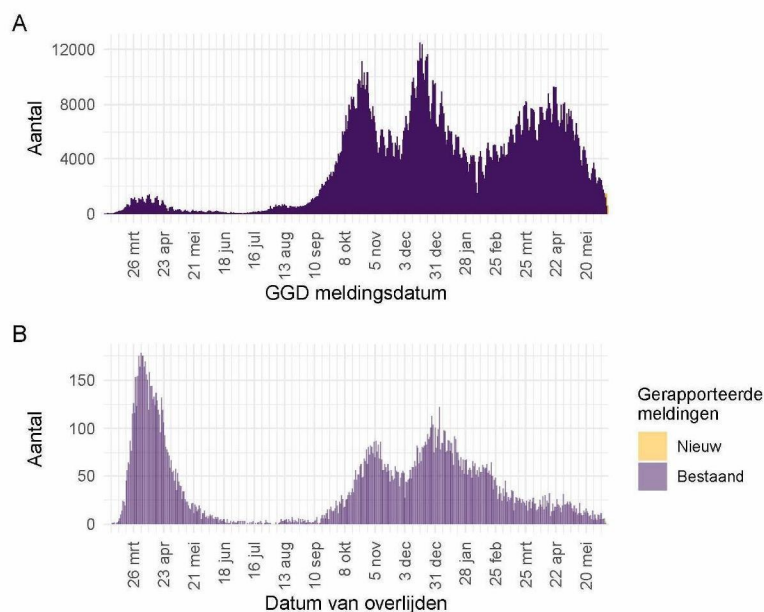 A
12000
8000
4000
0
Aantal
26 mrt
23 apr
21 mei
18 jun
16 jul
13 aug
10 sep
8 okt
5 nov
3 dec
31 dec
28 jan
25 feb
25 mrt
22 apr
20 mei
GGD meldingsdatum
B
150
100
50
0
Aantal
26 mrt
23 apr
21 mei
18 jun
16 jul
13 aug
10 sep
8 okt
5 nov
3 dec
31 dec
28 jan
25 feb
25 mrt
22 apr
20 mei
Datum van overlijden
Gerapporteerde
meldingen
Nieuw
Bestaand